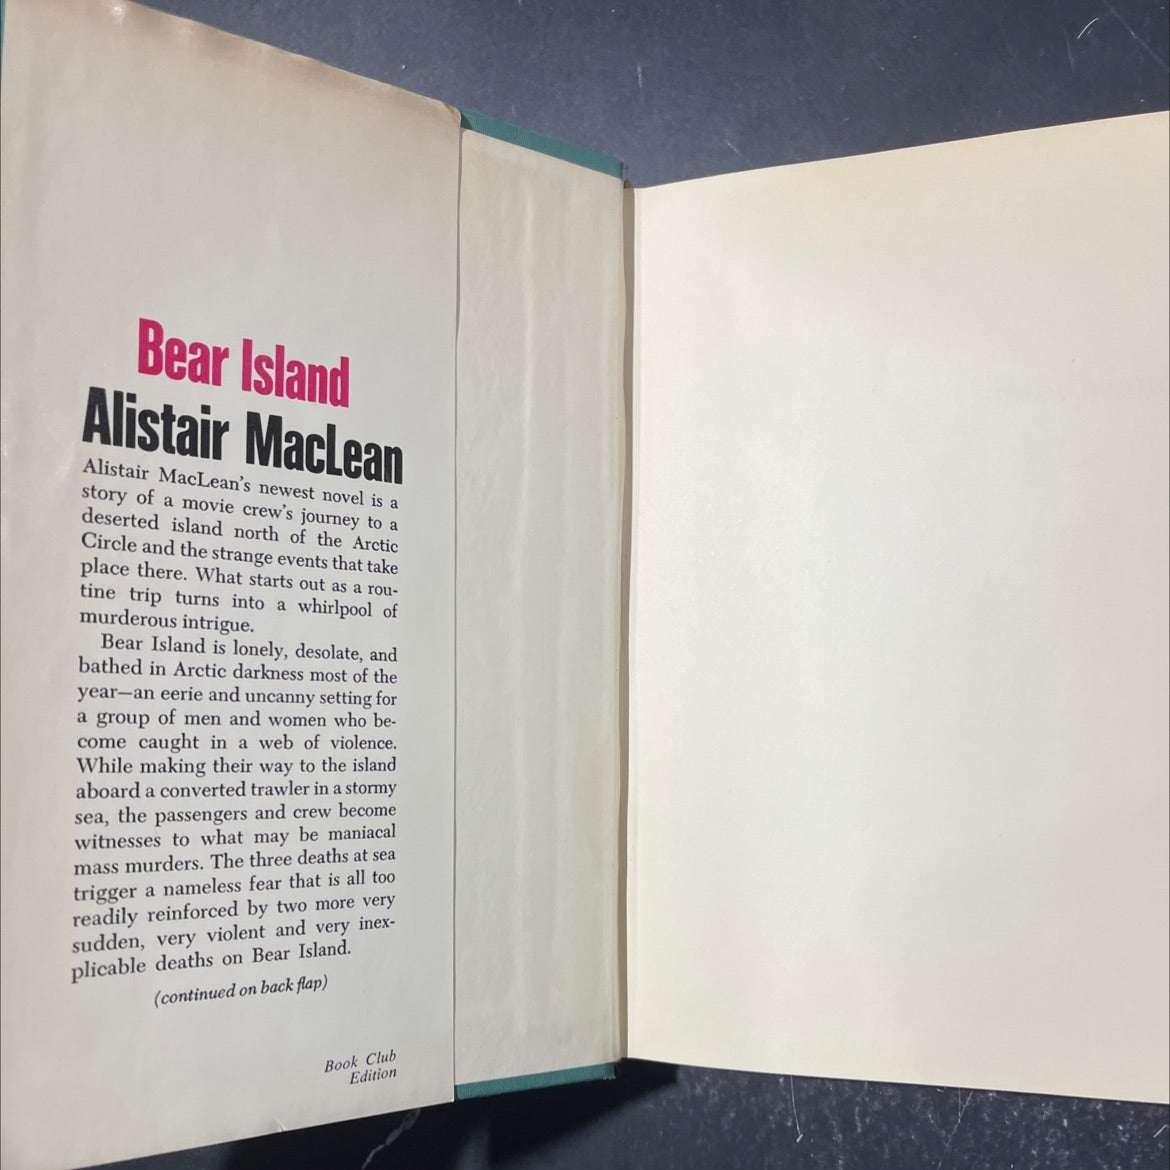 Bear Island
Alistair MacLean
Alistair MacLean's newest novel is a
story of a movie crew's journey to a
deserted island north of the Arctic
Circle and the strange events that take
place there. What starts out as a rou-
tine trip turns into a whirlpool of
murderous intrigue.
Bear Island is lonely, desolate, and
bathed in Arctic darkness most of the
year—an eerie and uncanny setting for
a group of men and women who be-
come caught in a web of violence.
While making their way to the island
aboard a converted trawler in a stormy
sea, the passengers and crew become
witnesses to what may be maniacal
mass murders. The three deaths at sea
trigger a nameless fear that is all too
readily reinforced by two more very
sudden, very violent and very inex-
plicable deaths on Bear Island.
(continued on back flap)
Book Club
Edition